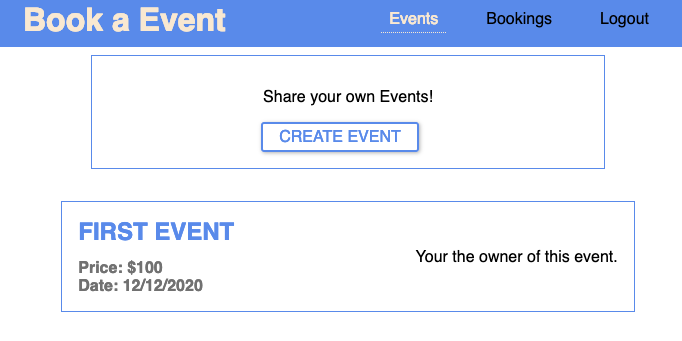 Book a Event
Events
Bookings
Logout
Share your own Events!
CREATE EVENT
FIRST EVENT
Price: $100
Date: 12/12/2020
Your the owner of this event.